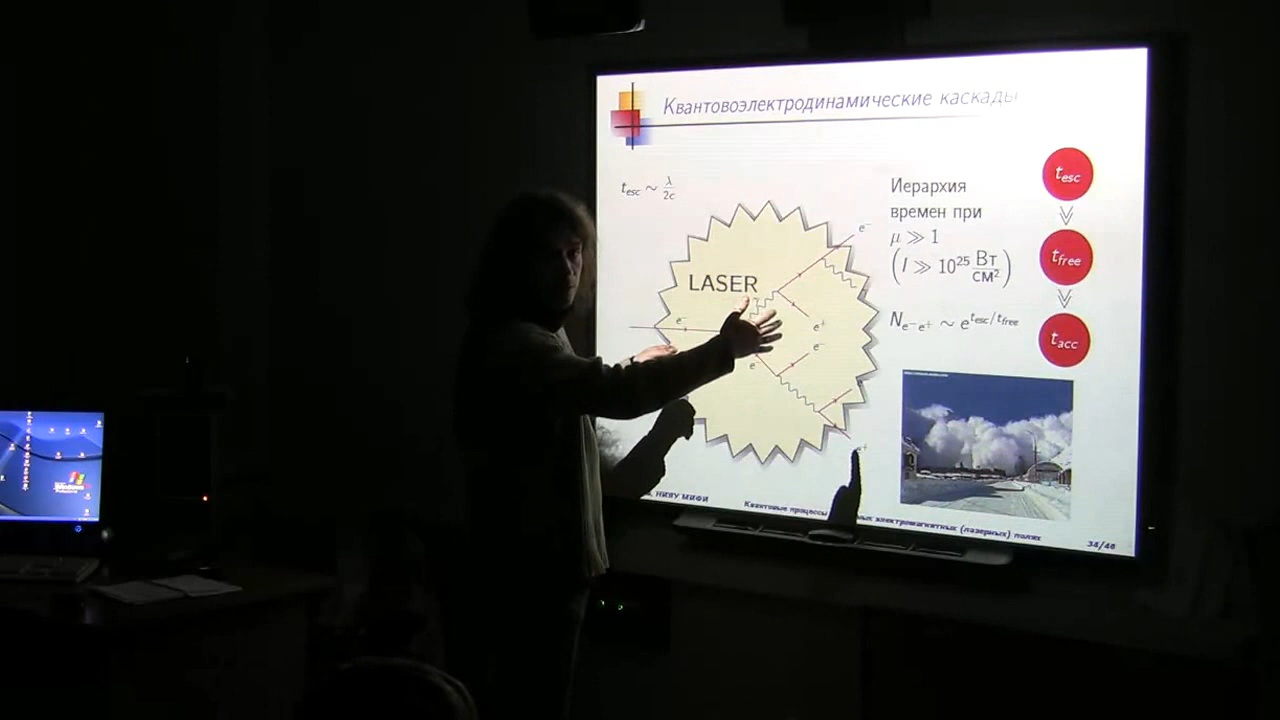 Квантовоэлектродинамические каскады
t_esc ∼ λ/2c
LASER
e⁻
e⁻
e⁺
e⁻
e
Иерархия
времен при
μ ≫ 1
(I ≫ 10²⁵ Вт/см²)
N_e⁻e⁺ ∼ e^(t_esc/t_free)
t_esc
t_free
t_acc
НИЯУ МИФИ
Квантовые процессы
электромагнитных (лазерных) полях
34/46